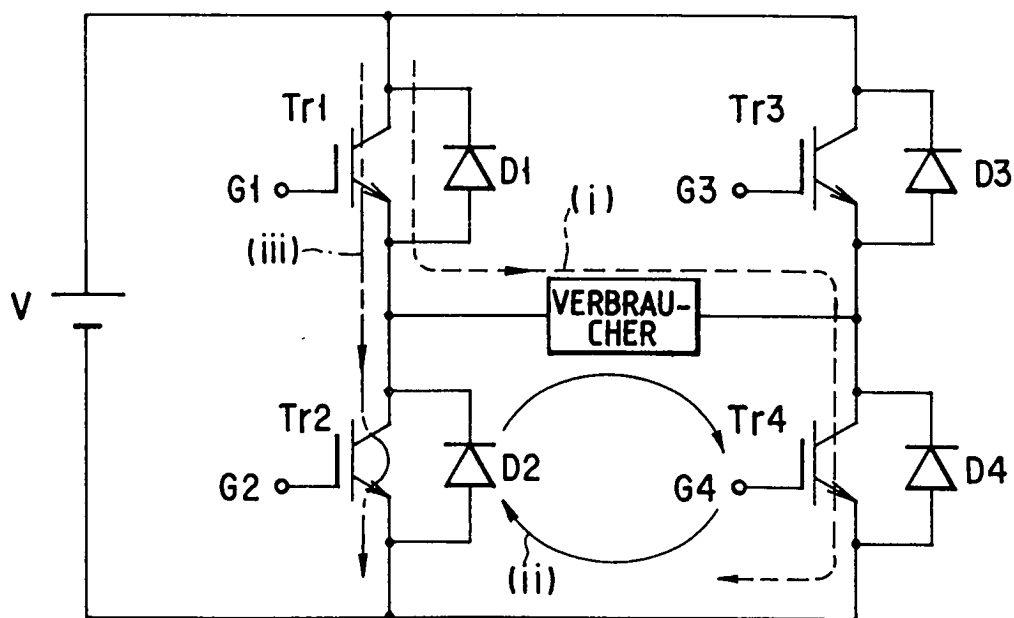 Tr1
Tr3
D1
D3
G1
G3
(i)
(iii)
V
VERBRAU-
CHER
Tr2
Tr4
D2
D4
G2
G4
(ii)